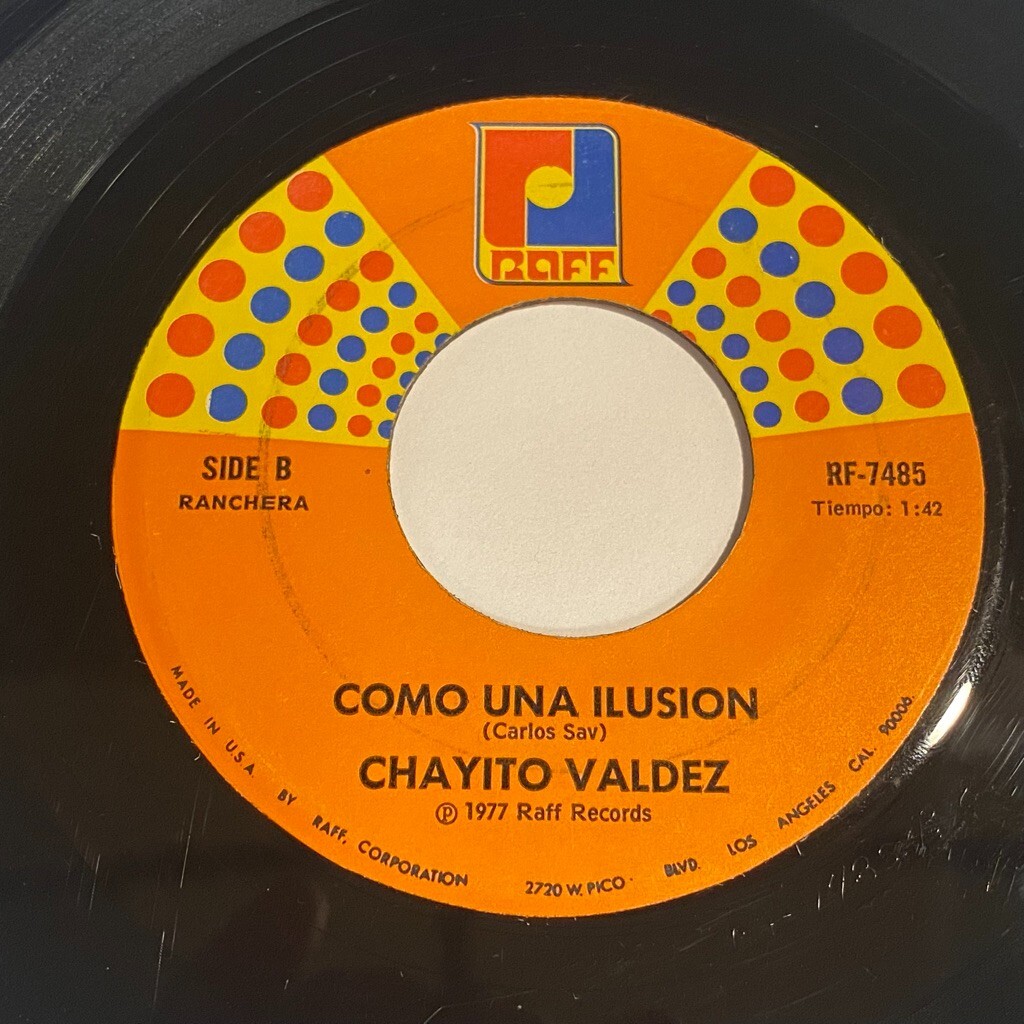 RAFF
SIDE B
RANCHERA
RF-7485
Tiempo: 1:42
COMO UNA ILUSION
(Carlos Sav)
CHAYITO VALDEZ
℗ 1977 Raff Records
MADE IN U.S.A. BY RAFF, CORPORATION 2720 W. PICO BLVD. LOS ANGELES CAL. 90006.